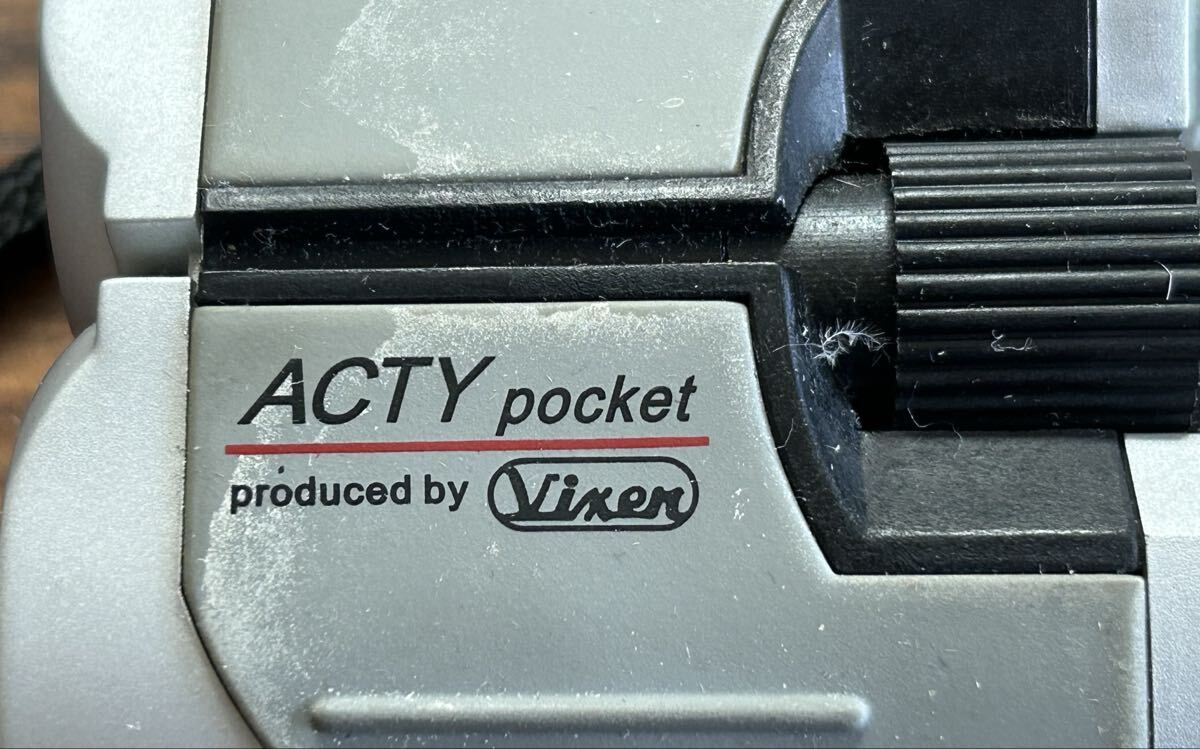 ACTY pocket
produced by Vixen